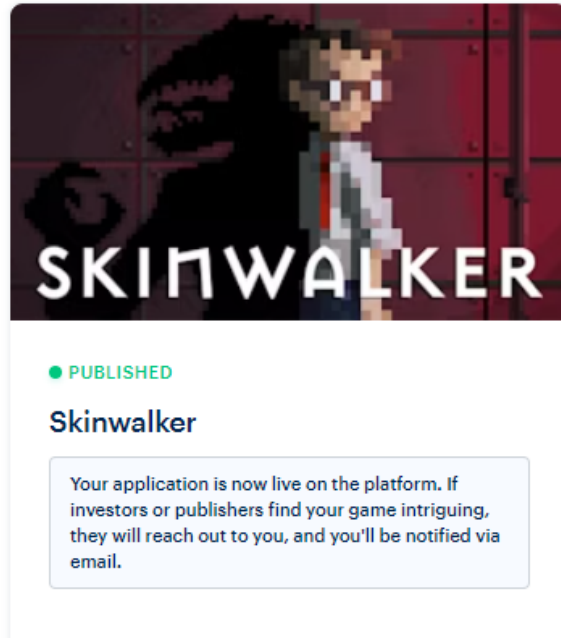 SKINWALKER
PUBLISHED
Skinwalker
Your application is now live on the platform. If
investors or publishers find your game intriguing,
they will reach out to you, and you'll be notified via
email.